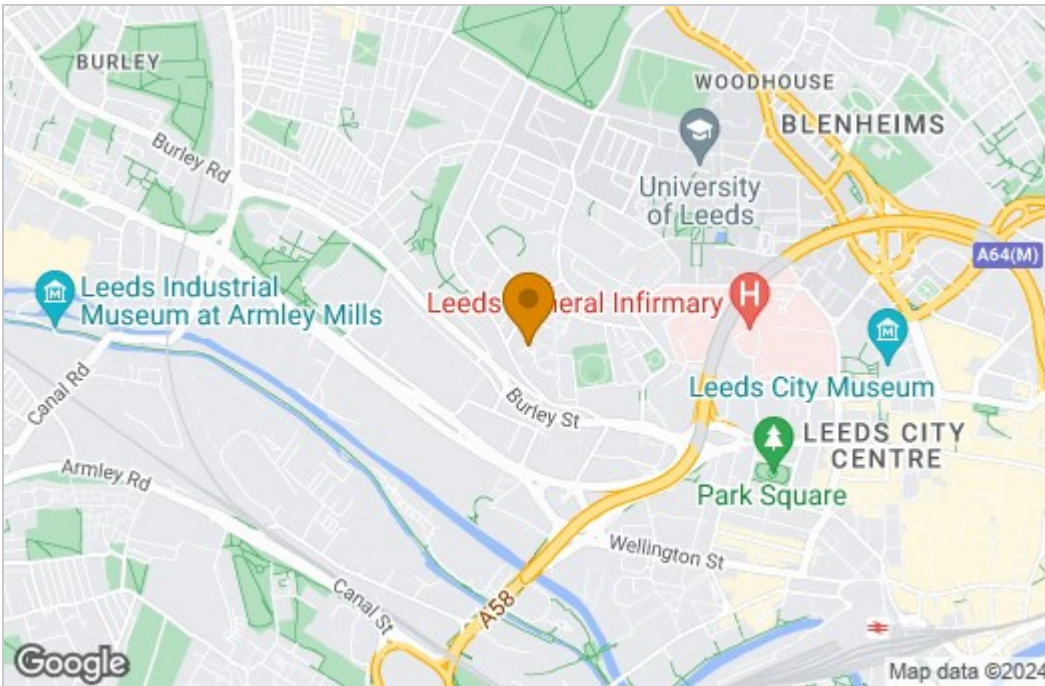 BURLEY
WOODHOUSE
BLENHEIMS
Burley Rd
University
of Leeds
A64(M)
Leeds Industrial
Museum at Armley Mills
Leeds neral Infirmary
H
M
M
Leeds City Museum
Canal Rd
Burley St
LEEDS CITY
CENTRE
Armley Rd
Park Square
Wellington St
Canal St
A58
Google
Map data ©2024